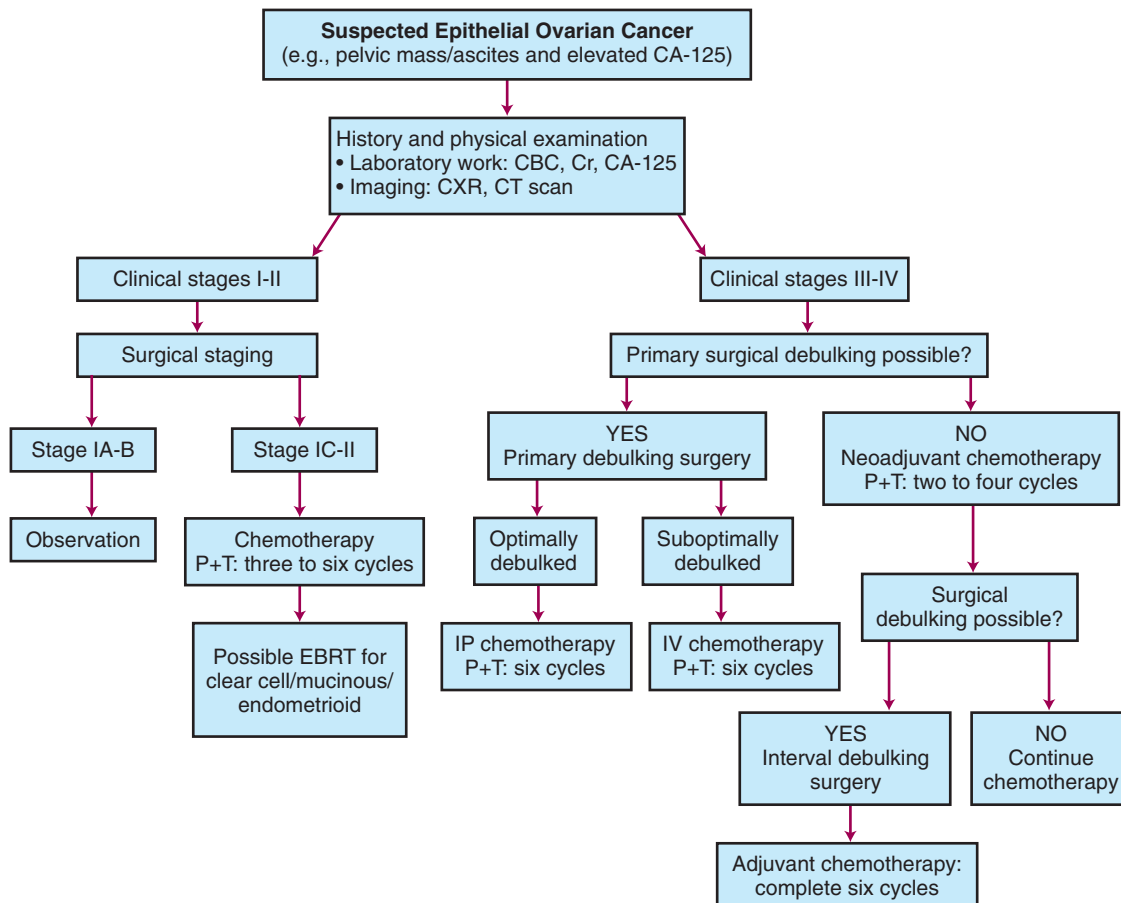 Suspected Epithelial Ovarian Cancer
(e.g., pelvic mass/ascites and elevated CA-125)
History and physical examination
• Laboratory work: CBC, Cr, CA-125
• Imaging: CXR, CT scan
Clinical stages I-II
Clinical stages III-IV
Surgical staging
Primary surgical debulking possible?
Stage IA-B
Stage IC-II
YES
Primary debulking surgery
NO
Neoadjuvant chemotherapy
P+T: two to four cycles
Observation
Chemotherapy
P+T: three to six cycles
Optimally
debulked
Suboptimally
debulked
Surgical
debulking possible?
Possible EBRT for
clear cell/mucinous/
endometrioid
IP chemotherapy
P+T: six cycles
IV chemotherapy
P+T: six cycles
YES
Interval debulking
surgery
NO
Continue
chemotherapy
Adjuvant chemotherapy:
complete six cycles